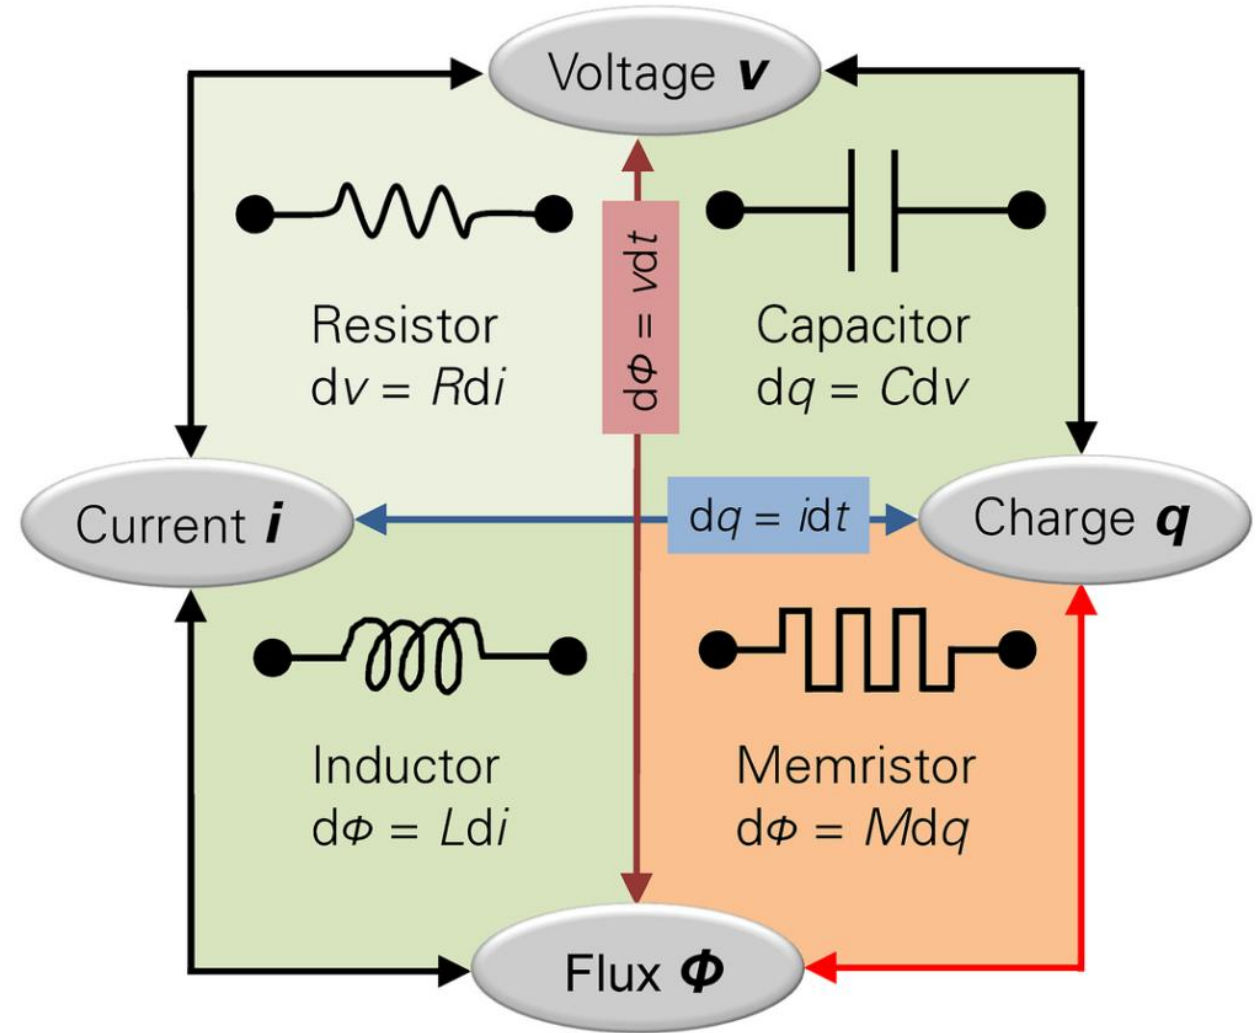 Voltage v
Resistor
dv = Rdi
dΦ = vdt
Capacitor
dq = Cdv
Current i
dq = idt
Charge q
Inductor
dΦ = Ldi
Memristor
dΦ = Mdq
Flux Φ